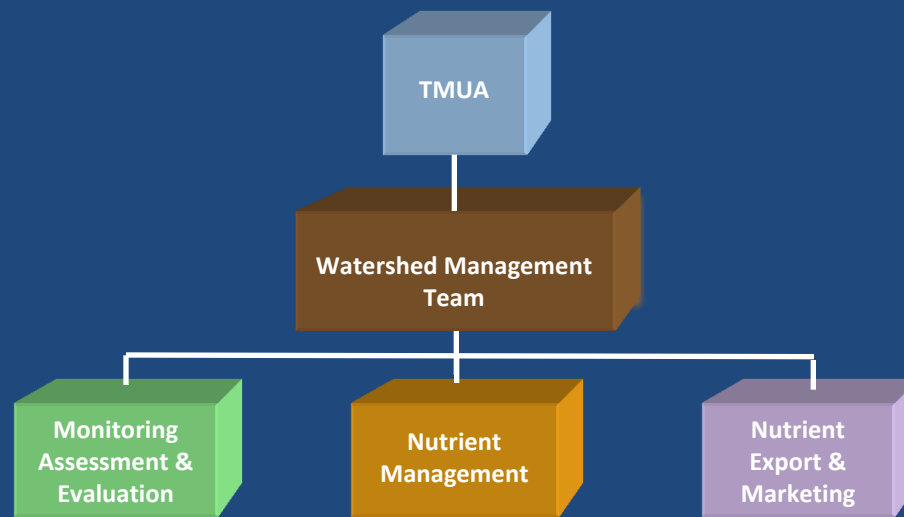 TMUA
Watershed Management
Team
Monitoring
Assessment &
Evaluation
Nutrient
Management
Nutrient
Export &
Marketing